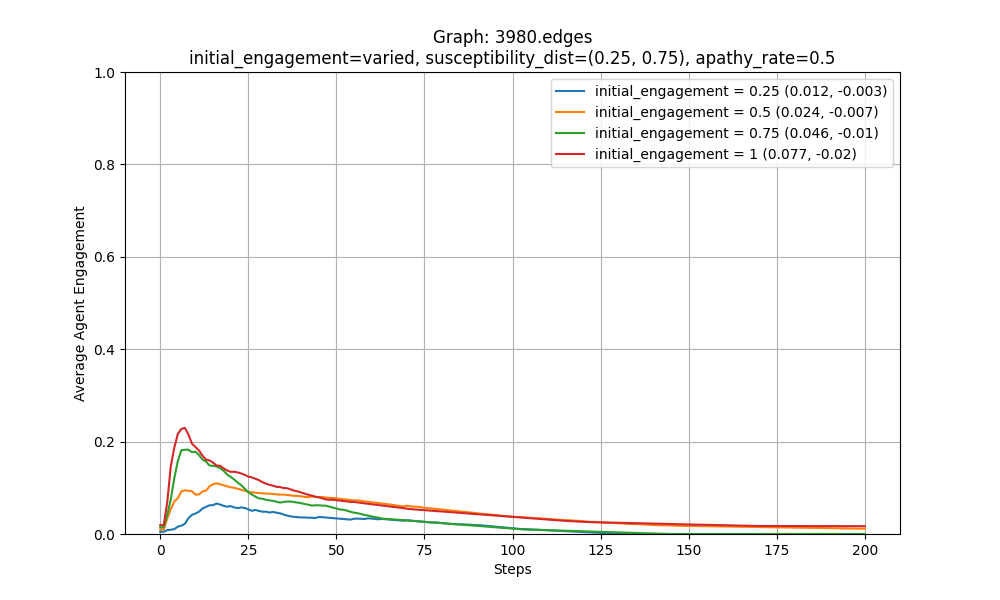 Graph: 3980.edges
initial_engagement=varied, susceptibility_dist=(0.25, 0.75), apathy_rate=0.5
initial_engagement = 0.25 (0.012, -0.003)
initial_engagement = 0.5 (0.024, -0.007)
initial_engagement = 0.75 (0.046, -0.01)
initial_engagement = 1 (0.077, -0.02)
Average Agent Engagement
1.0
0.8
0.6
0.4
0.2
0.0
0 25 50 75 100 125 150 175 200
Steps